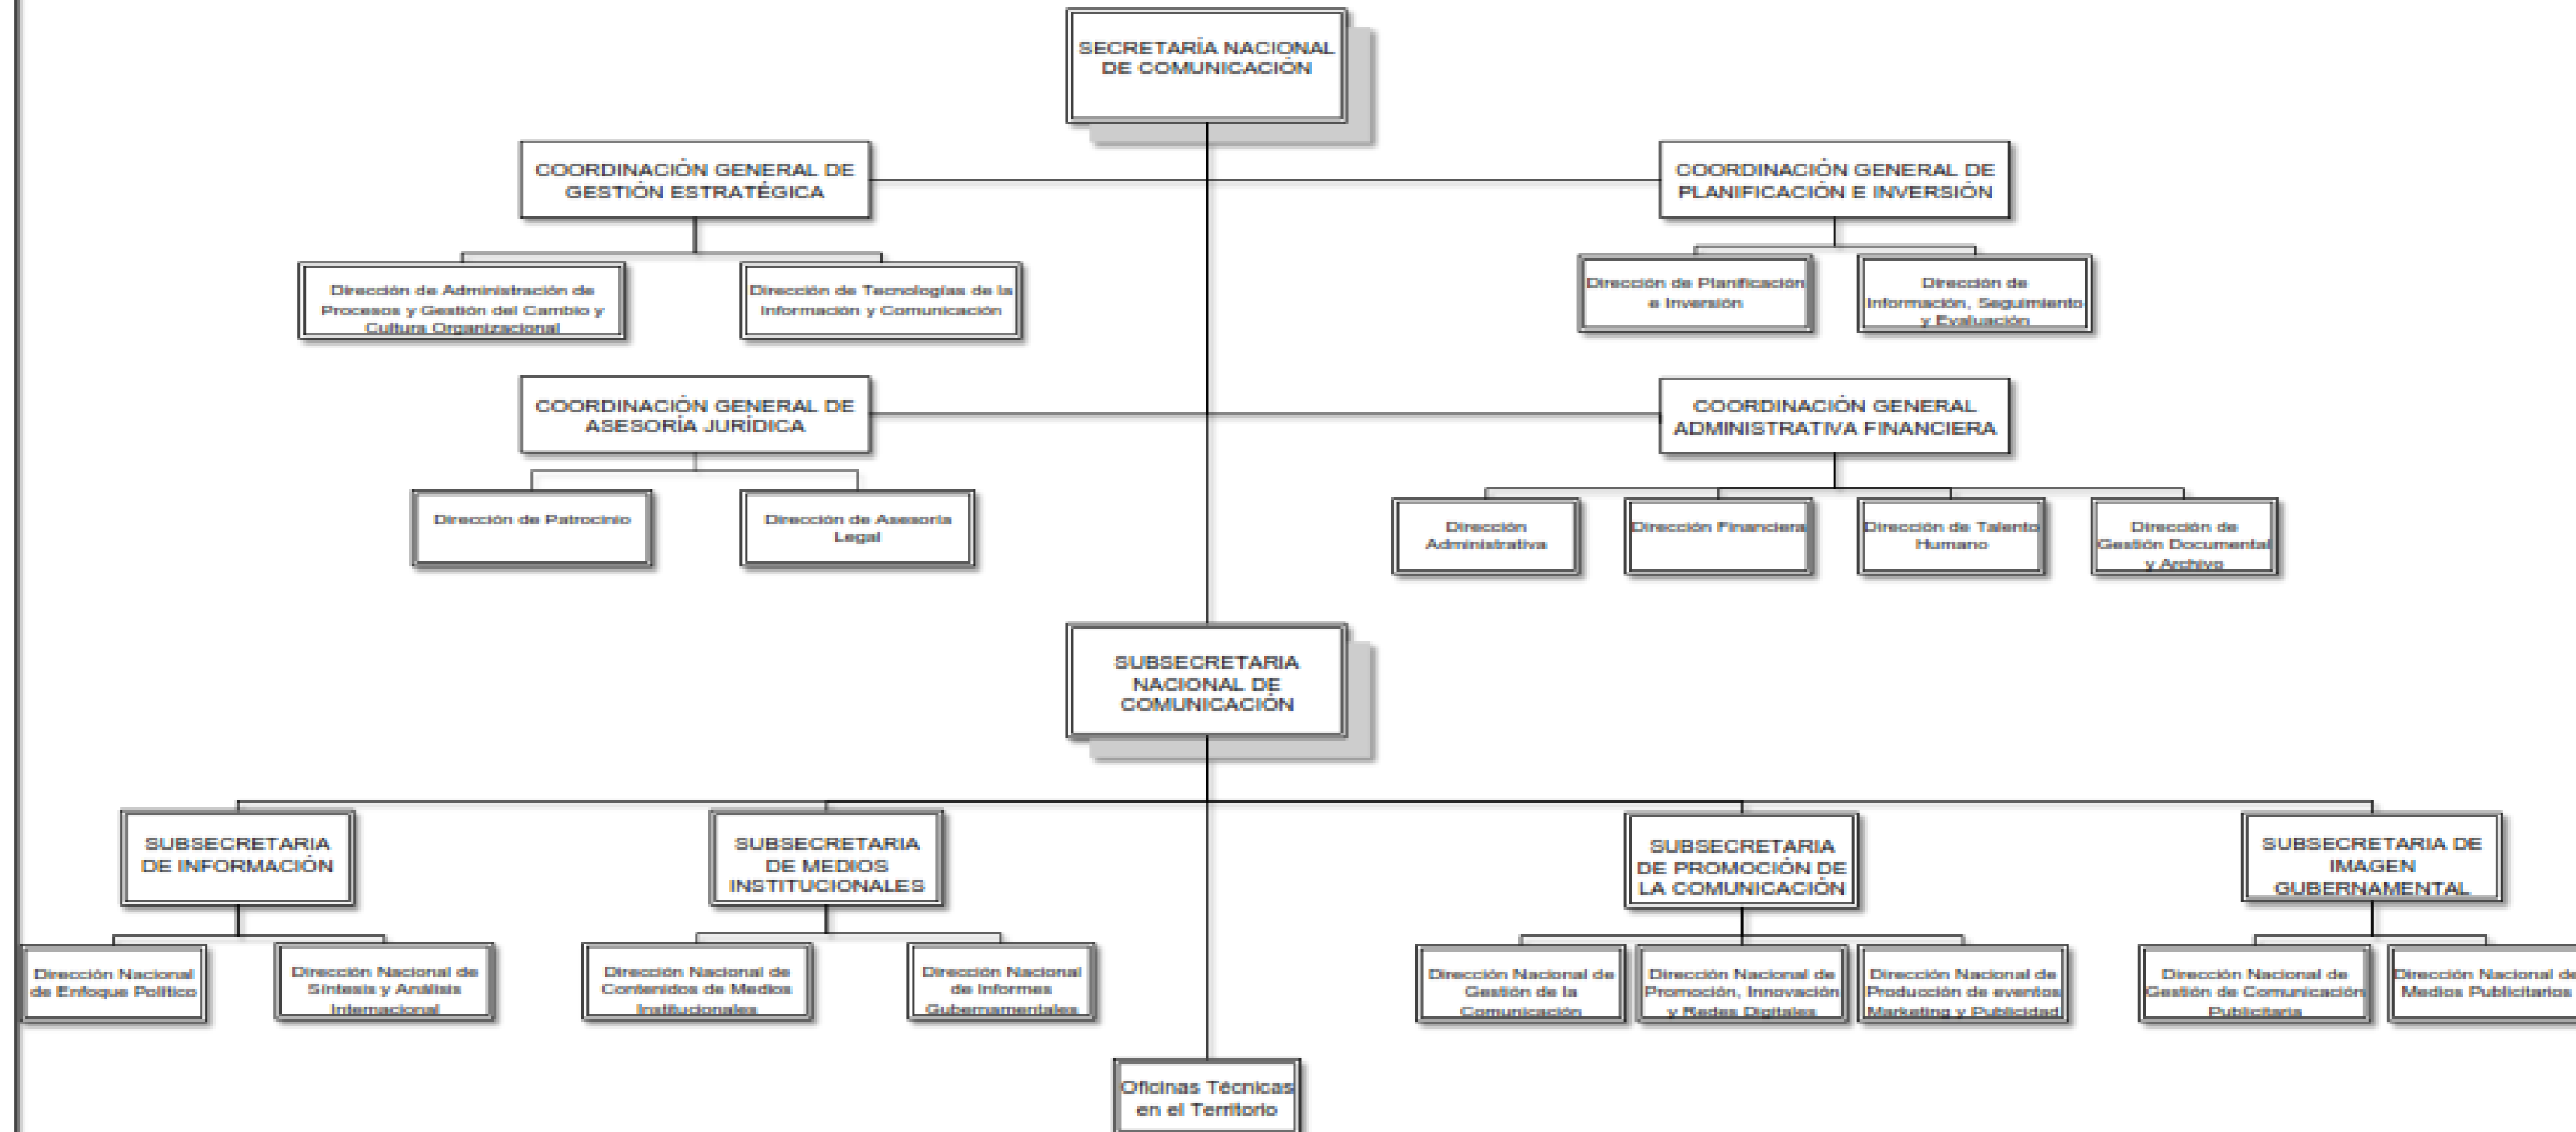 SECRETARÍA NACIONAL
DE COMUNICACIÓN
COORDINACIÓN GENERAL DE
GESTIÓN ESTRATÉGICA
COORDINACIÓN GENERAL DE
PLANIFICACIÓN E INVERSIÓN
Dirección de Administración de
Procesos y Gestión del Cambio y
Cultura Organizacional
Dirección de Tecnologías de la
Información y Comunicación
Dirección de Planificación
e Inversión
Dirección de
Información, Seguimiento
y Evaluación
COORDINACIÓN GENERAL DE
ASESORÍA JURÍDICA
COORDINACIÓN GENERAL
ADMINISTRATIVA FINANCIERA
Dirección de Patrocinio
Dirección de Asesoría
Legal
Dirección
Administrativa
Dirección Financiera
Dirección de Talento
Humano
Dirección de
Gestión Documental
y Archivo
SUBSECRETARIA
NACIONAL DE
COMUNICACIÓN
SUBSECRETARIA
DE INFORMACIÓN
SUBSECRETARIA
DE MEDIOS
INSTITUCIONALES
SUBSECRETARIA
DE PROMOCIÓN DE
LA COMUNICACIÓN
SUBSECRETARIA DE
IMAGEN
GUBERNAMENTAL
Dirección Nacional
de Enfoque Político
Dirección Nacional de
Síntesis y Análisis
Internacional
Dirección Nacional de
Contenidos de Medios
Institucionales
Dirección Nacional
de Informes
Gubernamentales
Dirección Nacional de
Gestión de la
Comunicación
Dirección Nacional de
Promoción, Innovación
y Redes Digitales
Dirección Nacional de
Producción de eventos
Marketing y Publicidad
Dirección Nacional de
Gestión de Comunicación
Publicitaria
Dirección Nacional de
Medios Publicitarios
Oficinas Técnicas
en el Territorio